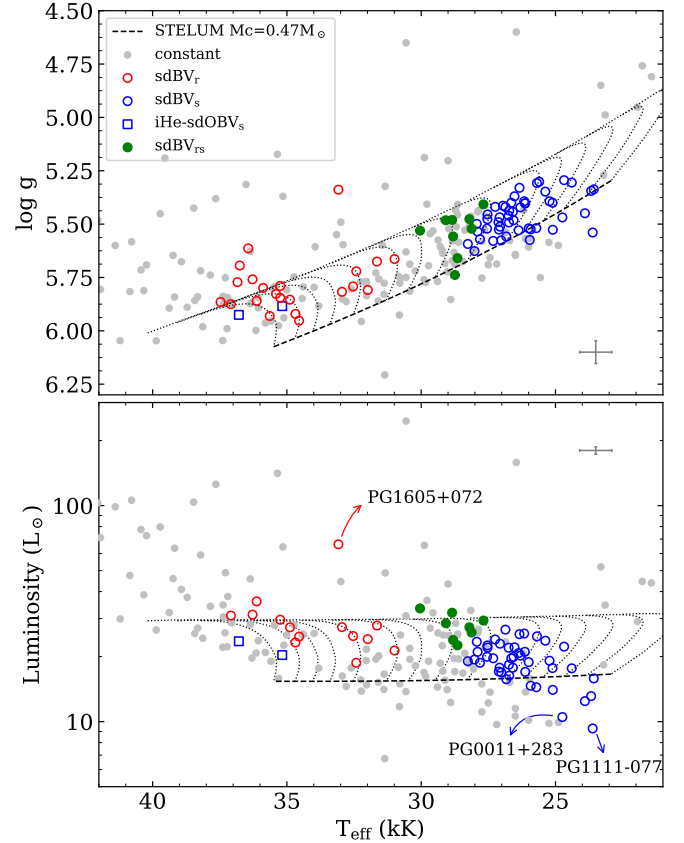 4.50
4.75
5.00
5.25
5.50
5.75
6.00
6.25
log g
STELUM Mc=0.47M⊙
constant
sdBVr
sdBVs
iHe-sdOBVs
sdBVrs
100
10
Luminosity (L⊙)
PG1605+072
PG0011+283
PG1111-077
40
35
30
25
Teff (kK)